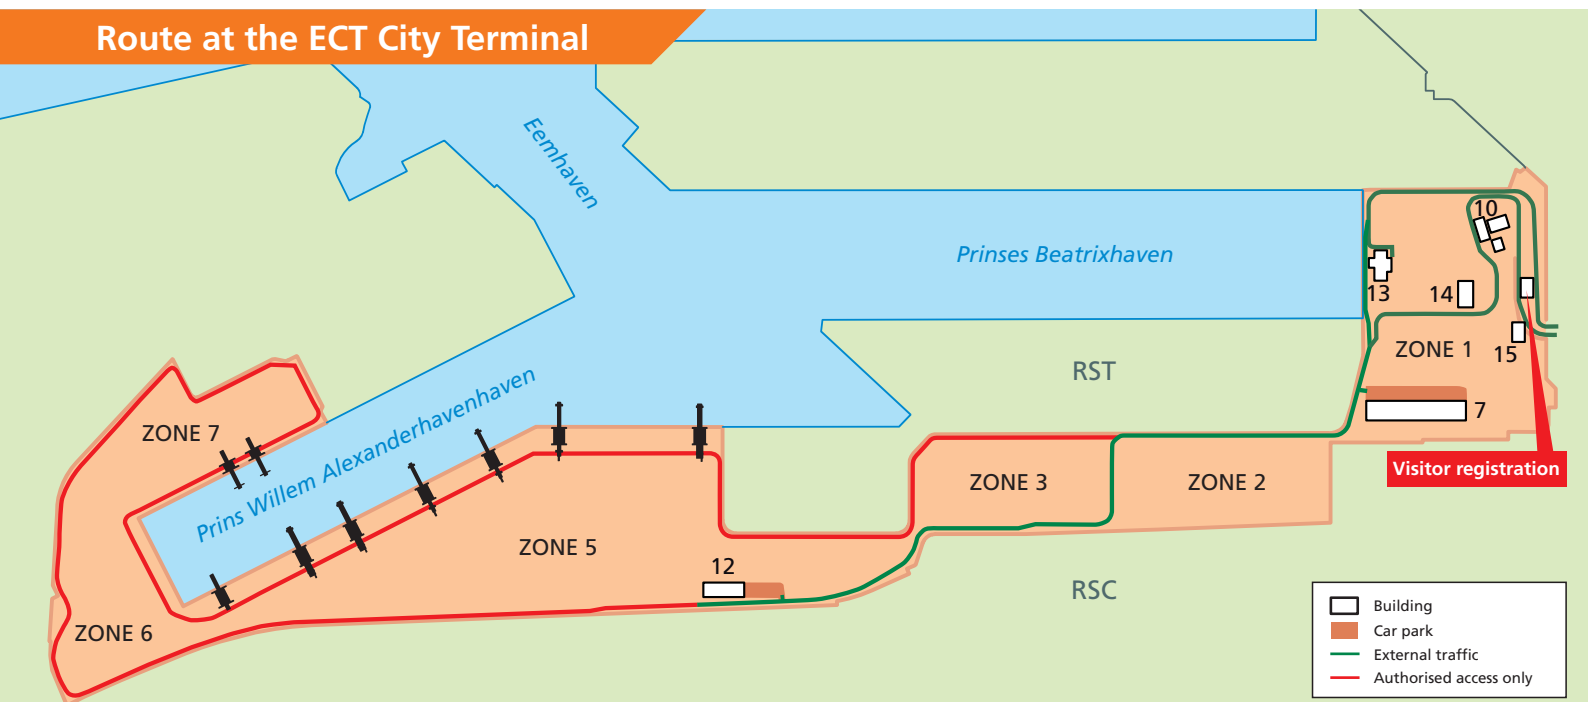 Route at the ECT City Terminal
Eemhaven
Prinses Beatrixhaven
10
13
14
ZONE 1
15
RST
7
Prins Willem Alexanderhavenhaven
ZONE 7
Visitor registration
ZONE 3
ZONE 2
ZONE 5
12
RSC
ZONE 6
Building
Car park
External traffic
Authorised access only